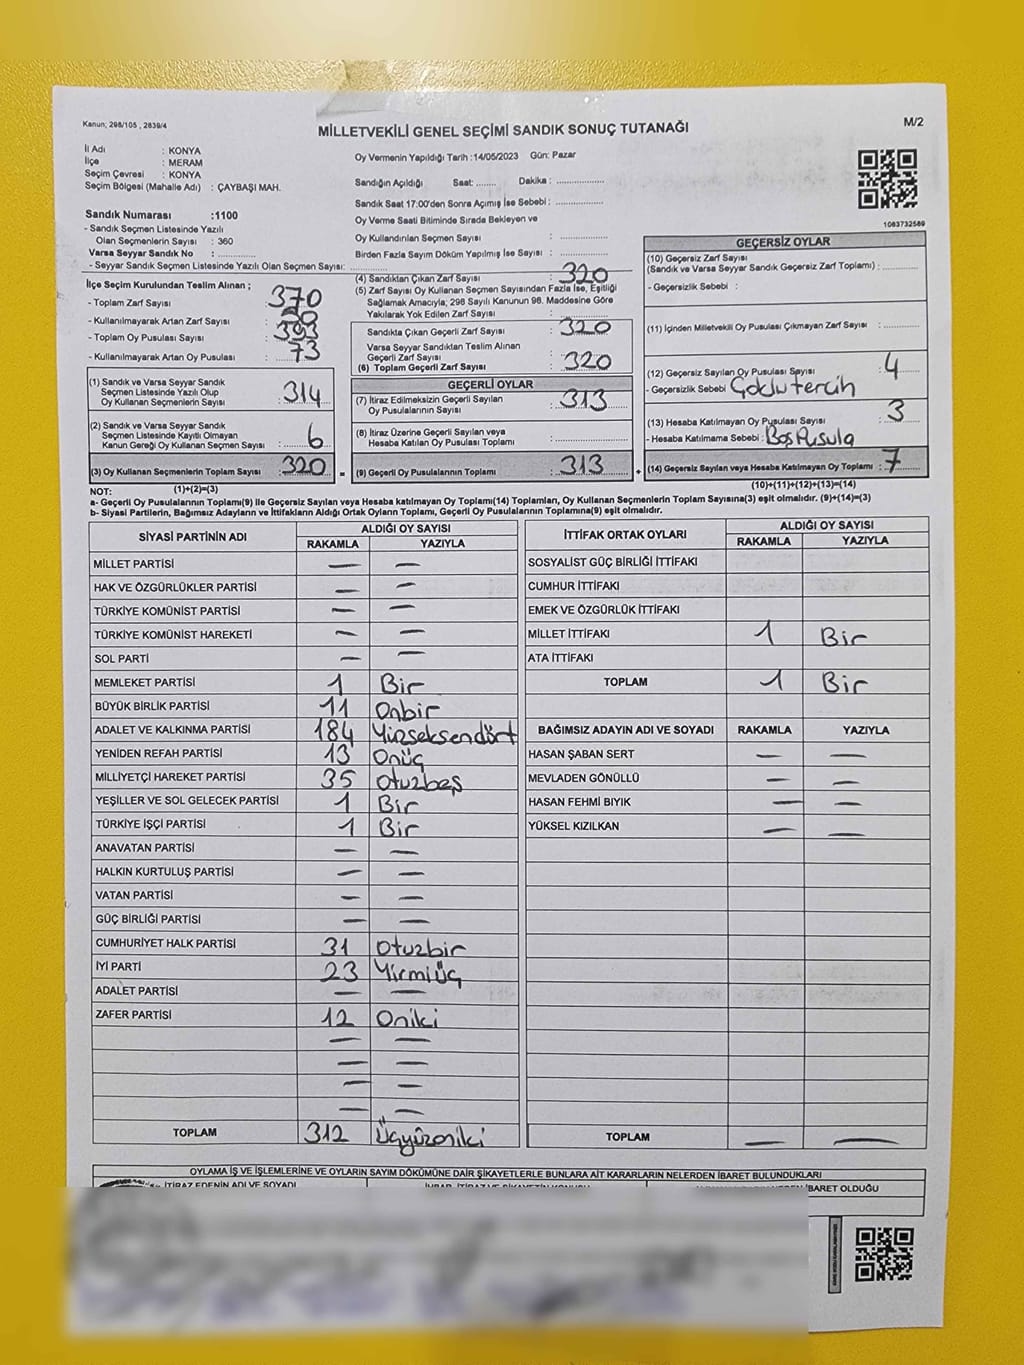 Kanun; 298/105 , 2839/4
MİLLETVEKİLİ GENEL SEÇİMİ SANDIK SONUÇ TUTANAĞI
M/2
İl Adı : KONYA
İlçe : MERAM
Seçim Çevresi : KONYA
Seçim Bölgesi (Mahalle Adı) : ÇAYBAŞI MAH.
Oy Vermenin Yapıldığı Tarih :14/05/2023 Gün: Pazar
Sandığın Açıldığı Saat: ........ Dakika : ................
Sandık Saat 17:00'den Sonra Açılmış İse Sebebi : ................
Oy Verme Saati Bitiminde Sırada Bekleyen ve
Oy Kullandırılan Seçmen Sayısı : ................
Birden Fazla Sayım Döküm Yapılmış İse Sayısı : ................
1083732589
Sandık Numarası :1100
- Sandık Seçmen Listesinde Yazılı
Olan Seçmenlerin Sayısı : 360
Varsa Seyyar Sandık No : ................
- Seyyar Sandık Seçmen Listesinde Yazılı Olan Seçmen Sayısı: ................
İlçe Seçim Kurulundan Teslim Alınan ;
- Toplam Zarf Sayısı : 370
- Kullanılmayarak Artan Zarf Sayısı :
- Toplam Oy Pusulası Sayısı : 393
- Kullanılmayarak Artan Oy Pusulası : 73
(1) Sandık ve Varsa Seyyar Sandık
Seçmen Listesinde Yazılı Olup
Oy Kullanan Seçmenlerin Sayısı : 314
(2) Sandık ve Varsa Seyyar Sandık
Seçmen Listesinde Kayıtlı Olmayan
Kanun Gereği Oy Kullanan Seçmen Sayısı : 6
(3) Oy Kullanan Seçmenlerin Toplam Sayısı : 320
(1)+(2)=(3)
(4) Sandıktan Çıkan Zarf Sayısı : 320
(5) Zarf Sayısı Oy Kullanan Seçmen Sayısından Fazla İse, Eşitliği
Sağlamak Amacıyla; 298 Sayılı Kanunun 98. Maddesine Göre
Yakılarak Yok Edilen Zarf Sayısı : ................
Sandıkta Çıkan Geçerli Zarf Sayısı : 320
Varsa Seyyar Sandıktan Teslim Alınan
Geçerli Zarf Sayısı :
(6) Toplam Geçerli Zarf Sayısı : 320
GEÇERLİ OYLAR
(7) İtiraz Edilmeksizin Geçerli Sayılan
Oy Pusulalarının Sayısı : 313
(8) İtiraz Üzerine Geçerli Sayılan veya
Hesaba Katılan Oy Pusulası Toplamı : ................
= (9) Geçerli Oy Pusulalarının Toplamı : 313 +
GEÇERSİZ OYLAR
(10) Geçersiz Zarf Sayısı
(Sandık ve Varsa Seyyar Sandık Geçersiz Zarf Toplamı) : ................
- Geçersizlik Sebebi :
(11) İçinden Milletvekili Oy Pusulası Çıkmayan Zarf Sayısı : ................
(12) Geçersiz Sayılan Oy Pusulası Sayısı : 4
- Geçersizlik Sebebi : Çoklu tercih
(13) Hesaba Katılmayan Oy Pusulası Sayısı : 3
- Hesaba Katılmama Sebebi : Boş Pusula
(14) Geçersiz Sayılan veya Hesaba Katılmayan Oy Toplamı : 7
(10)+(11)+(12)+(13)=(14)
NOT:
a- Geçerli Oy Pusulalarının Toplamı(9) ile Geçersiz Sayılan veya Hesaba katılmayan Oy Toplamı(14) Toplamları, Oy Kullanan Seçmenlerin Toplam Sayısına(3) eşit olmalıdır. (9)+(14)=(3)
b- Siyasi Partilerin, Bağımsız Adayların ve İttifakların Aldığı Ortak Oyların Toplamı, Geçerli Oy Pusulalarının Toplamına(9) eşit olmalıdır.
SİYASİ PARTİNİN ADI ALDIĞI OY SAYISI
RAKAMLA YAZIYLA
MİLLET PARTİSİ — —
HAK VE ÖZGÜRLÜKLER PARTİSİ — —
TÜRKİYE KOMÜNİST PARTİSİ — —
TÜRKİYE KOMÜNİST HAREKETİ — —
SOL PARTİ — —
MEMLEKET PARTİSİ 1 Bir
BÜYÜK BİRLİK PARTİSİ 11 Onbir
ADALET VE KALKINMA PARTİSİ 184 Yüzseksendört
YENİDEN REFAH PARTİSİ 13 Onüç
MİLLİYETÇİ HAREKET PARTİSİ 35 Otuzbeş
YEŞİLLER VE SOL GELECEK PARTİSİ 1 Bir
TÜRKİYE İŞÇİ PARTİSİ 1 Bir
ANAVATAN PARTİSİ — —
HALKIN KURTULUŞ PARTİSİ — —
VATAN PARTİSİ — —
GÜÇ BİRLİĞİ PARTİSİ — —
CUMHURİYET HALK PARTİSİ 31 Otuzbir
İYİ PARTİ 23 Yirmiüç
ADALET PARTİSİ — —
ZAFER PARTİSİ 12 Oniki
— —
— —
— —
— —
TOPLAM 312 Üçyüzoniki
İTTİFAK ORTAK OYLARI ALDIĞI OY SAYISI
RAKAMLA YAZIYLA
SOSYALİST GÜÇ BİRLİĞİ İTTİFAKI
CUMHUR İTTİFAKI
EMEK VE ÖZGÜRLÜK İTTİFAKI
MİLLET İTTİFAKI 1 Bir
ATA İTTİFAKI
TOPLAM 1 Bir
BAĞIMSIZ ADAYIN ADI VE SOYADI RAKAMLA YAZIYLA
HASAN ŞABAN SERT — —
MEVLADEN GÖNÜLLÜ — —
HASAN FEHMİ BIYIK — —
YÜKSEL KIZILKAN — —
TOPLAM — —
OYLAMA İŞ VE İŞLEMLERİNE VE OYLARIN SAYIM DÖKÜMÜNE DAİR ŞİKAYETLERLE BUNLARA AİT KARARLARIN NELERDEN İBARET BULUNDUKLARI
İTİRAZ EDENİN ADI VE SOYADI
İBARET OLDUĞU